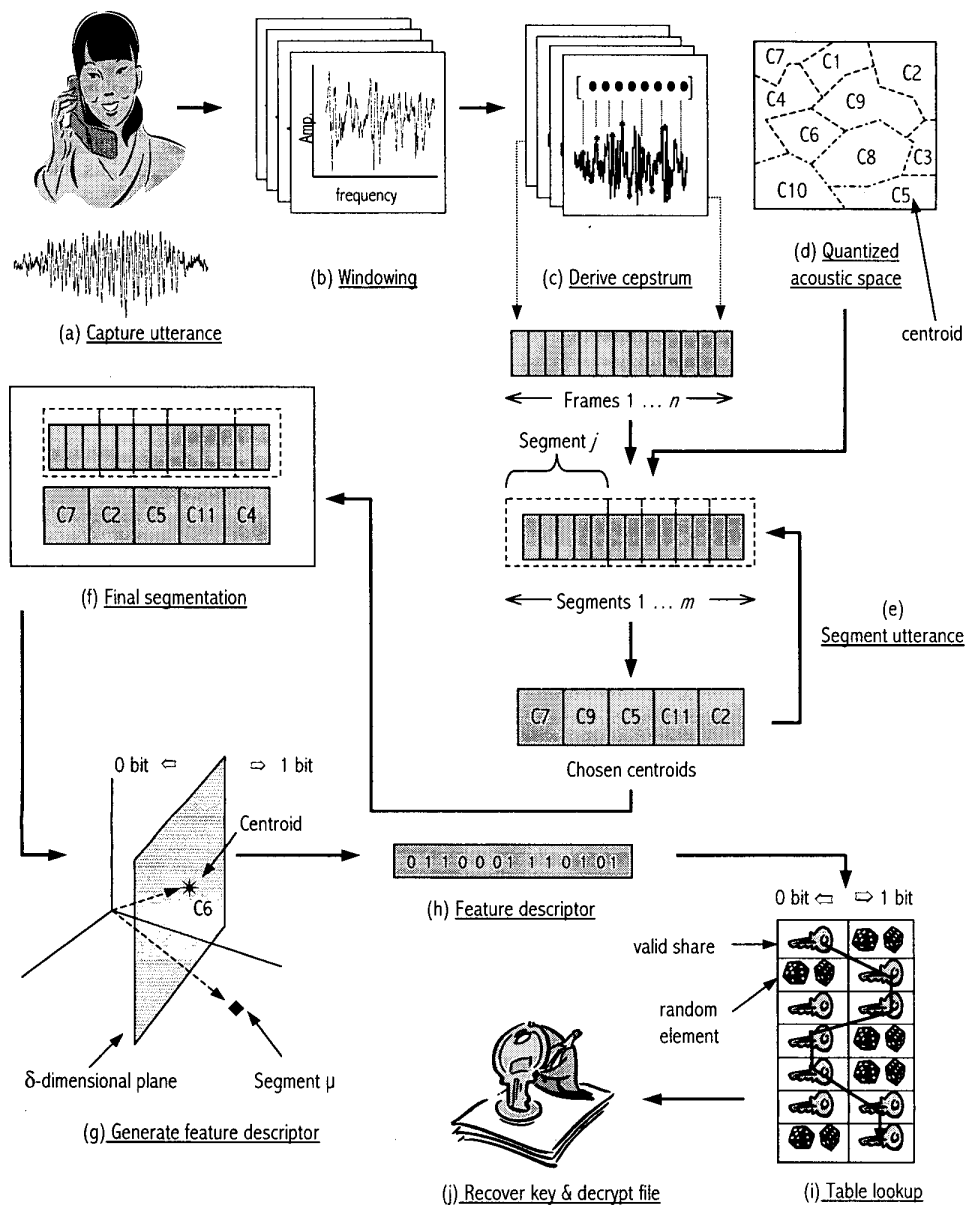 Amp.
frequency
(a) Capture utterance
(b) Windowing
(c) Derive cepstrum
C7
C1
C2
C4
C9
C6
C8
C3
C10
C5
(d) Quantized
acoustic space
centroid
Frames 1 ... n
Segment j
Segments 1 ... m
(e)
Segment utterance
C7 C9 C5 C11 C2
Chosen centroids
C7 C2 C5 C11 C4
(f) Final segmentation
0 bit ⇦ ⇨ 1 bit
Centroid
C6
δ-dimensional plane
Segment μ
(g) Generate feature descriptor
0 1 1 0 0 0 1 1 1 0 1 0 1
(h) Feature descriptor
0 bit ⇦ ⇨ 1 bit
valid share
random
element
(i) Table lookup
(j) Recover key & decrypt file